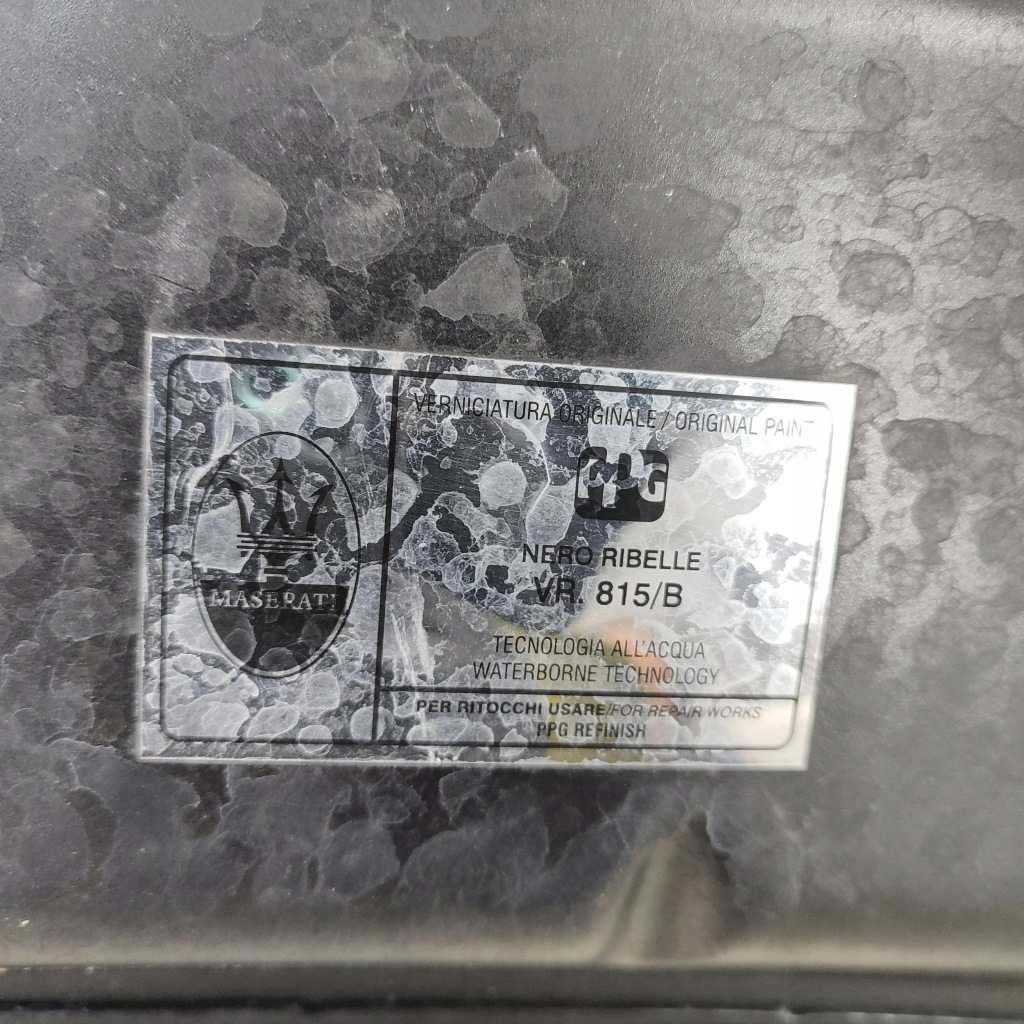 MASERATI
VERNICIATURA ORIGINALE / ORIGINAL PAINT
PPG
NERO RIBELLE
VR. 815/B
TECNOLOGIA ALL'ACQUA
WATERBORNE TECHNOLOGY
PER RITOCCHI USARE/FOR REPAIR WORKS
PPG REFINISH